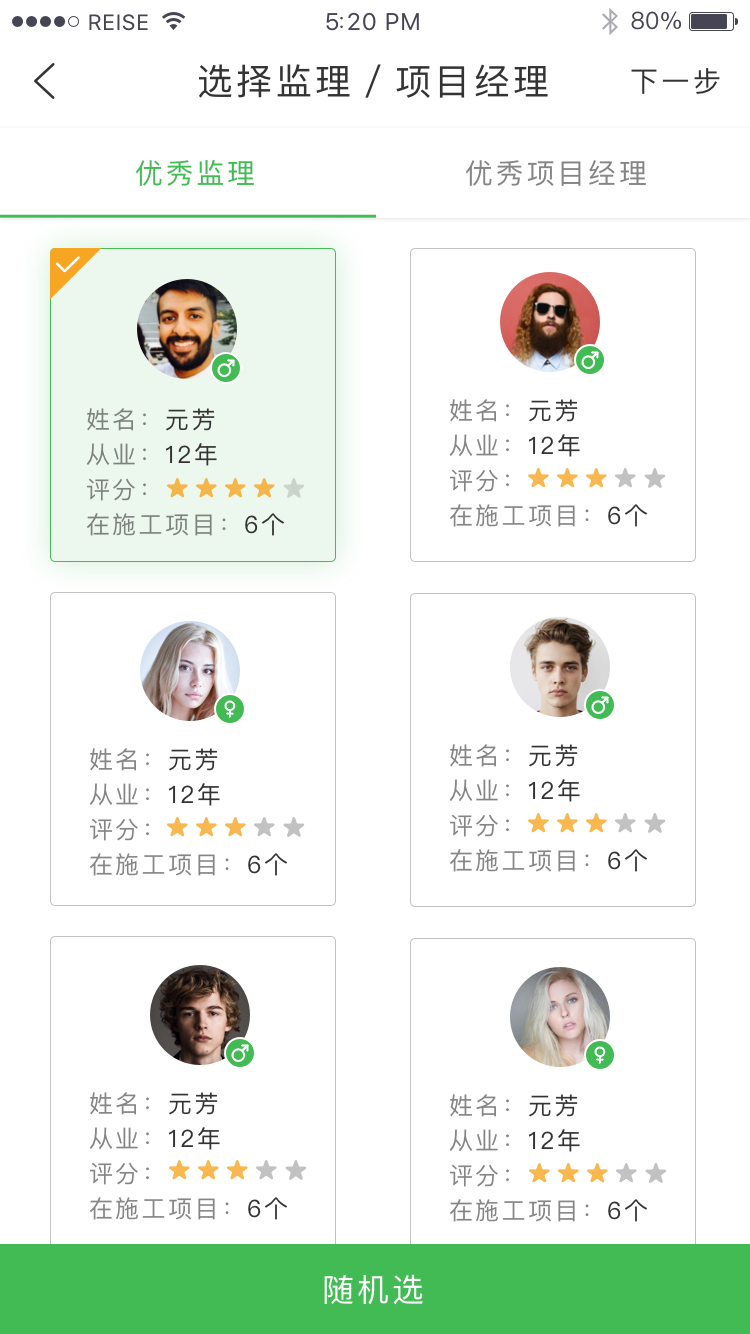 REISE 5:20 PM 80%
选择监理 / 项目经理 下一步
优秀监理 优秀项目经理
姓名： 元芳
从业： 12年
评分：
在施工项目： 6个
姓名： 元芳
从业： 12年
评分：
在施工项目： 6个
姓名： 元芳
从业： 12年
评分：
在施工项目： 6个
姓名： 元芳
从业： 12年
评分：
在施工项目： 6个
姓名： 元芳
从业： 12年
评分：
在施工项目： 6个
姓名： 元芳
从业： 12年
评分：
在施工项目： 6个
随机选